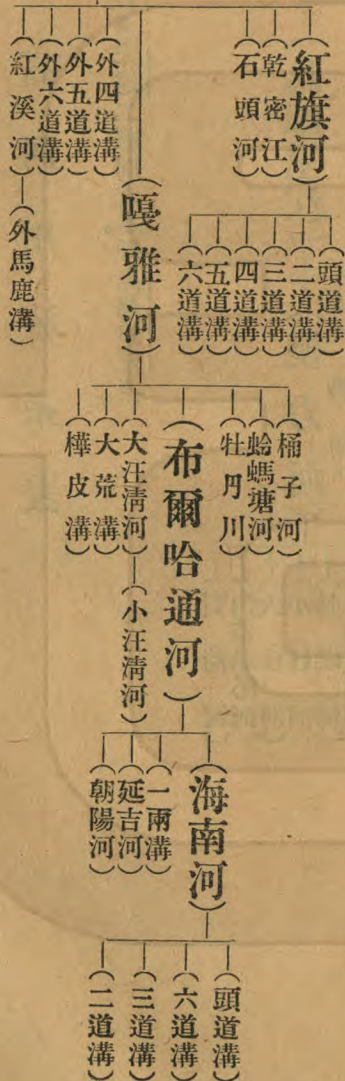 （紅旗河）
（乾密江）
（石頭河）
（頭道溝）
（二道溝）
（三道溝）
（四道溝）
（五道溝）
（六道溝）
（嘎雅河）
（桶子河）
（蛤螞塘河）
（牡丹川）
（布爾哈通河）
（海南河）
（頭道溝）
（六道溝）
（三道溝）
（二道溝）
（一兩溝）
（延吉河）
（朝陽河）
（大汪淸河）
（小汪淸河）
（大荒溝）
（樺皮溝）
（外四道溝）
（外五道溝）
（外六道溝）
（紅溪河）
（外馬鹿溝）